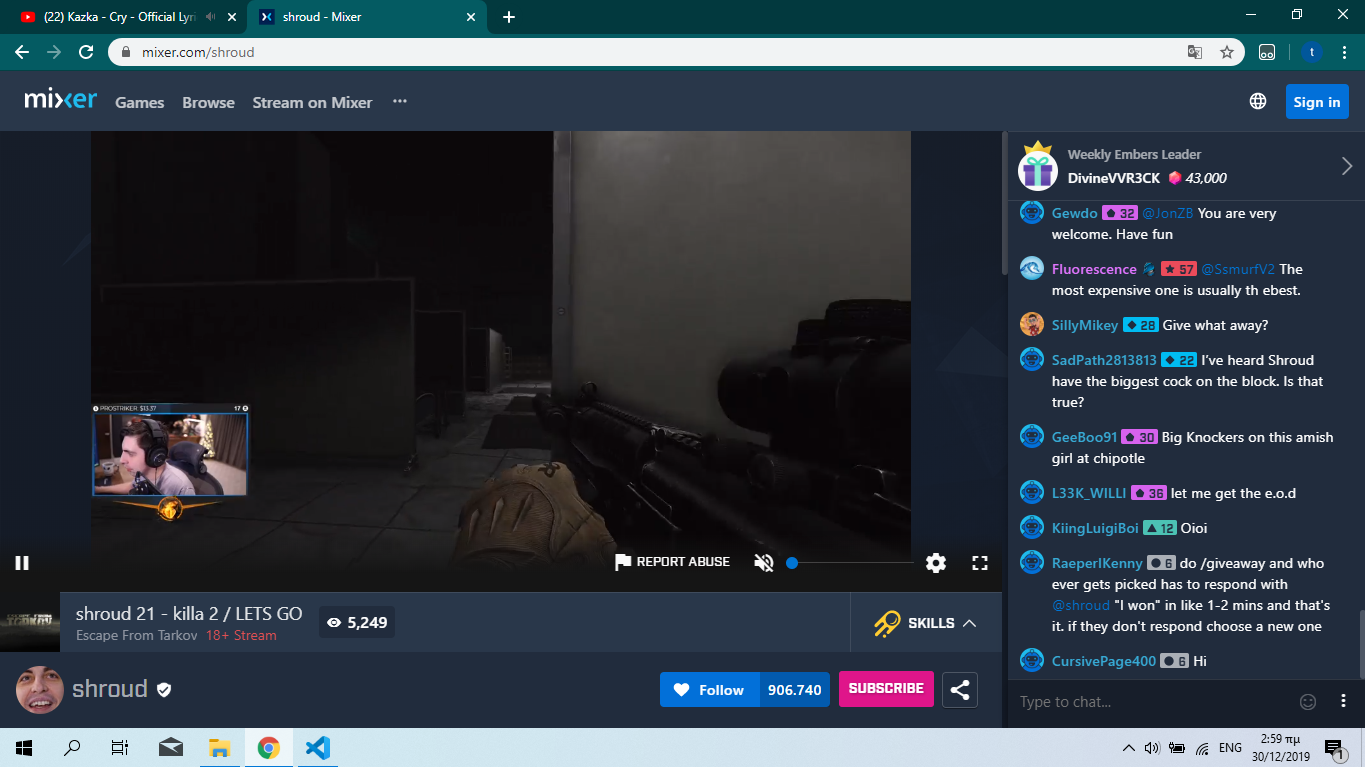 (22) Kazka - Cry - Official Lyri
shroud - Mixer
mixer.com/shroud
t
mixer
Games
Browse
Stream on Mixer
Sign in
PROSTRIKER $13.37
17
REPORT ABUSE
shroud 21 - killa 2 / LETS GO
5,249
Escape From Tarkov 18+ Stream
SKILLS
shroud
Follow
906.740
SUBSCRIBE
Weekly Embers Leader
DivineVVR3CK 43,000
Gewdo 32 @JonZB You are very
welcome. Have fun
Fluorescence 57 @SsmurfV2 The
most expensive one is usually th ebest.
SillyMikey 28 Give what away?
SadPath2813813 22 I've heard Shroud
have the biggest cock on the block. Is that
true?
GeeBoo91 30 Big Knockers on this amish
girl at chipotle
L33K_WILLI 36 let me get the e.o.d
KiingLuigiBoi 12 Oioi
RaeperlKenny 6 do /giveaway and who
ever gets picked has to respond with
@shroud "I won" in like 1-2 mins and that's
it. if they don't respond choose a new one
CursivePage400 6 Hi
Type to chat...
ENG
2:59 πμ
30/12/2019
1